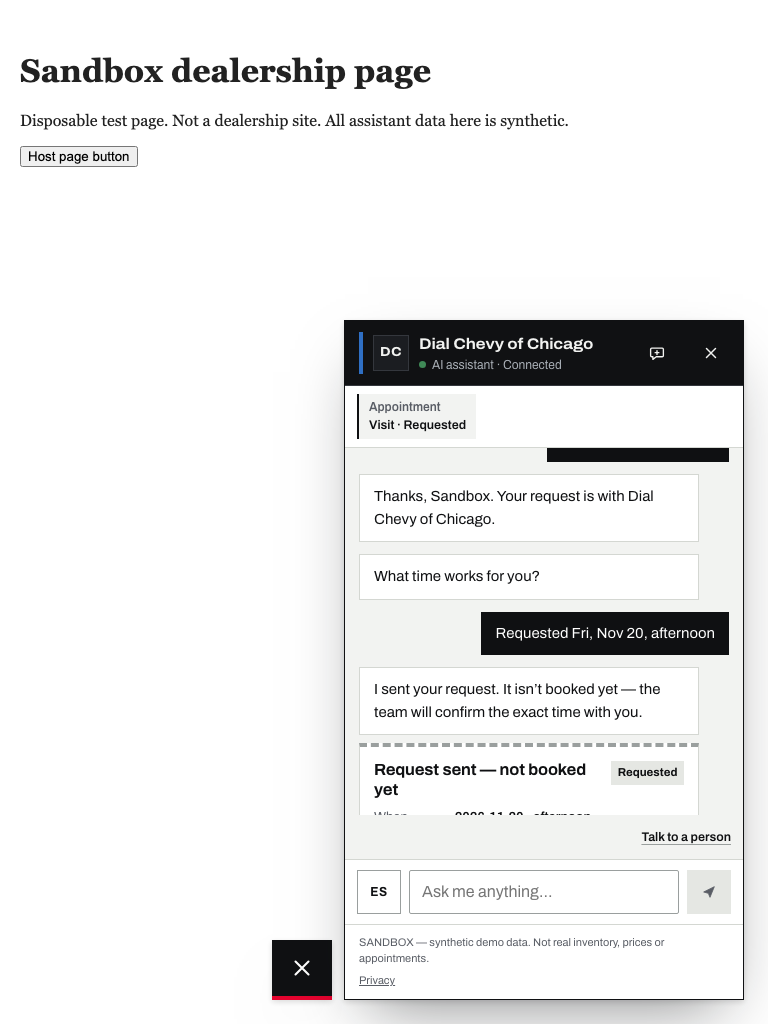 Sandbox dealership page
Disposable test page. Not a dealership site. All assistant data here is synthetic.
Host page button
DC
Dial Chevy of Chicago
AI assistant · Connected
Appointment
Visit · Requested
Thanks, Sandbox. Your request is with Dial
Chevy of Chicago.
What time works for you?
Requested Fri, Nov 20, afternoon
I sent your request. It isn’t booked yet — the
team will confirm the exact time with you.
Request sent — not booked
yet
Requested
Talk to a person
ES
Ask me anything...
SANDBOX — synthetic demo data. Not real inventory, prices or
appointments.
Privacy